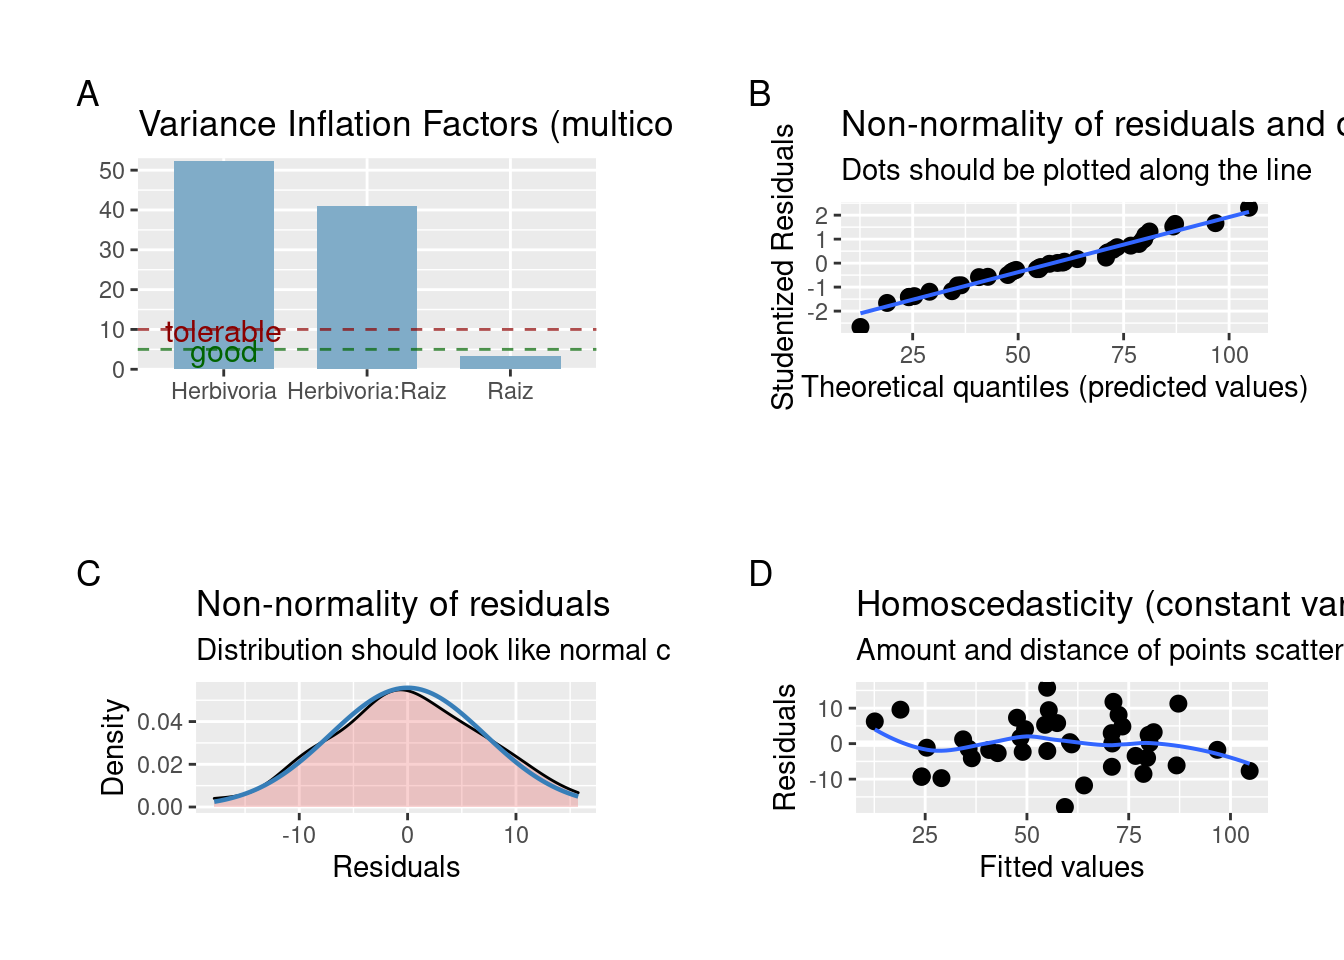 A
Variance Inflation Factors (multico
50
40
30
20
10
0
tolerable
good
Herbivoria Herbivoria:Raiz Raiz
B
Non-normality of residuals and o
Dots should be plotted along the line
Studentized Residuals
2
1
0
-1
-2
25 50 75 100
Theoretical quantiles (predicted values)
C
Non-normality of residuals
Distribution should look like normal c
Density
0.04
0.02
0.00
-10 0 10
Residuals
D
Homoscedasticity (constant var
Amount and distance of points scatter
Residuals
10
0
-10
25 50 75 100
Fitted values